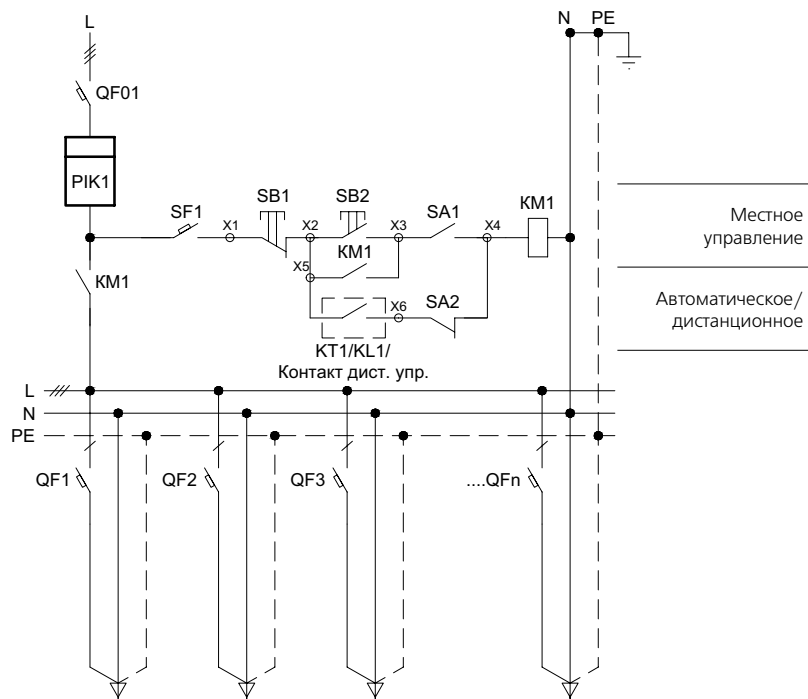 L
N PE
QF01
PIK1
SB1 SB2 KM1
SF1 X1 X2 X3 SA1 X4
KM1
X5
KM1
X6 SA2
KT1/KL1/
Контакт дист. упр.
Местное
управление
Автоматическое/
дистанционное
L
N
PE
QF1 QF2 QF3 ....QFn